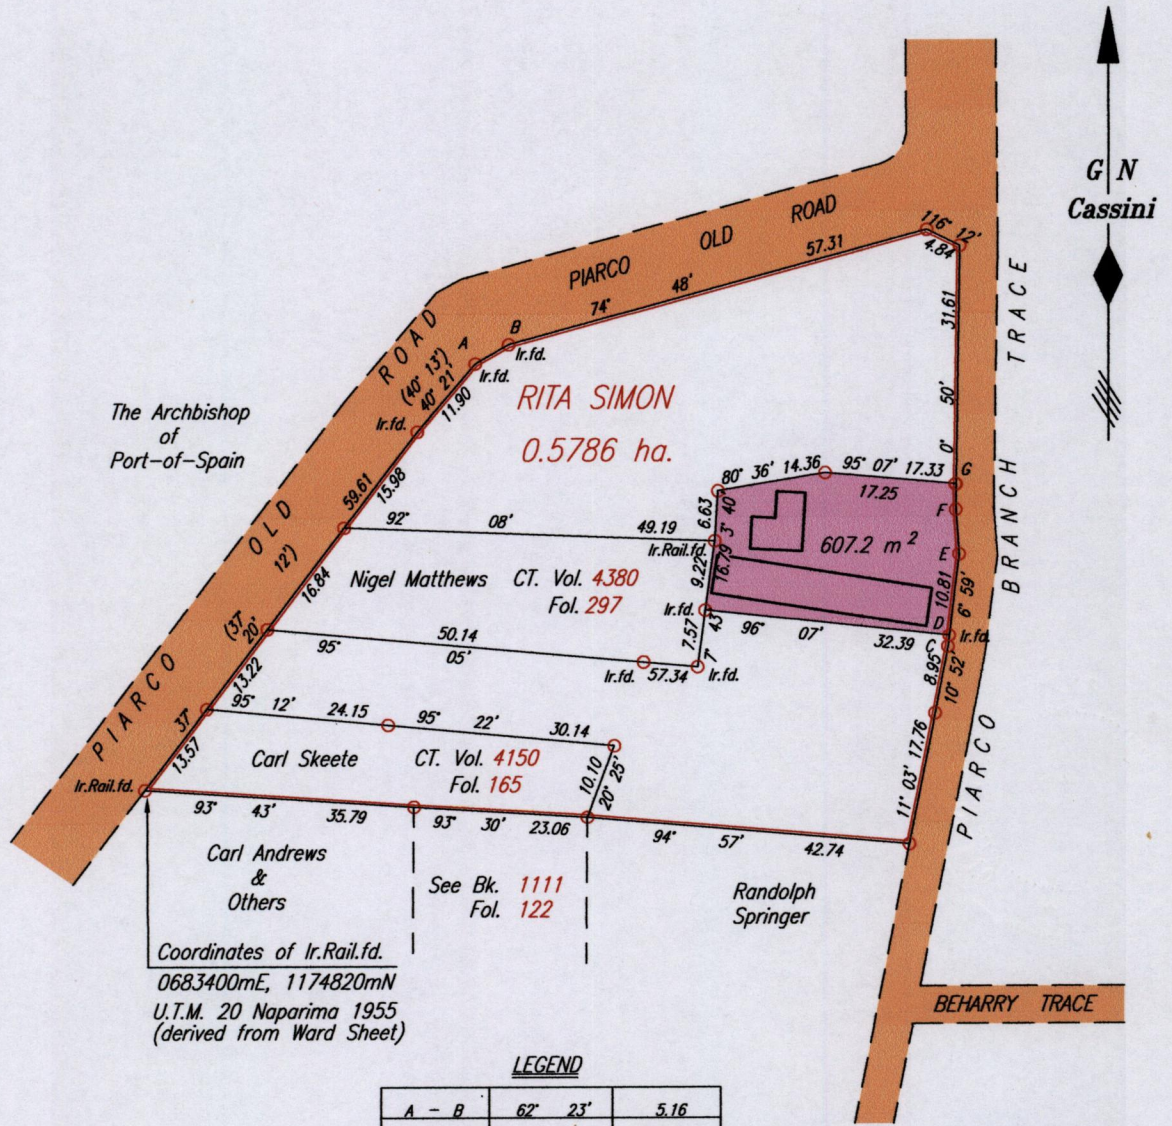 G N
Cassini
PIARCO OLD ROAD
116° 12'
4.84
74° 48' 57.31
31.61
0° 50'
PIARCO BRANCH TRACE
B
Ir.fd.
A
Ir.fd.
ROAD
(40° 13')
40° 21'
11.90
Ir.fd.
The Archbishop
of
Port-of-Spain
RITA SIMON
0.5786 ha.
80° 36' 14.36
95° 07' 17.33
17.25
G
F
E
D
C
59.61
15.98
92° 08' 49.19
6.63
3° 40'
Ir.Rail.fd.
607.2 m²
OLD
12')
16.84
Nigel Matthews CT. Vol. 4380
Fol. 297
9.22
16.79
10.81
6° 59'
Ir.fd.
43'
96° 07' 32.39
Ir.fd.
(37°
20'
50.14
95° 05'
7.57
7°
Ir.fd.
57.34
Ir.fd.
8.95
10° 52'
13.22
95° 12' 24.15
95° 22' 30.14
PIARCO
37°
13.57
Carl Skeete CT. Vol. 4150
Fol. 165
10.10
20° 25'
11° 03' 17.76
Ir.Rail.fd.
93° 43' 35.79
93° 30' 23.06
94° 57' 42.74
Carl Andrews
&
Others
See Bk. 1111
Fol. 122
Randolph
Springer
Coordinates of Ir.Rail.fd.
0683400mE, 1174820mN
U.T.M. 20 Naparima 1955
(derived from Ward Sheet)
BEHARRY TRACE
LEGEND
A - B 62° 23' 5.16